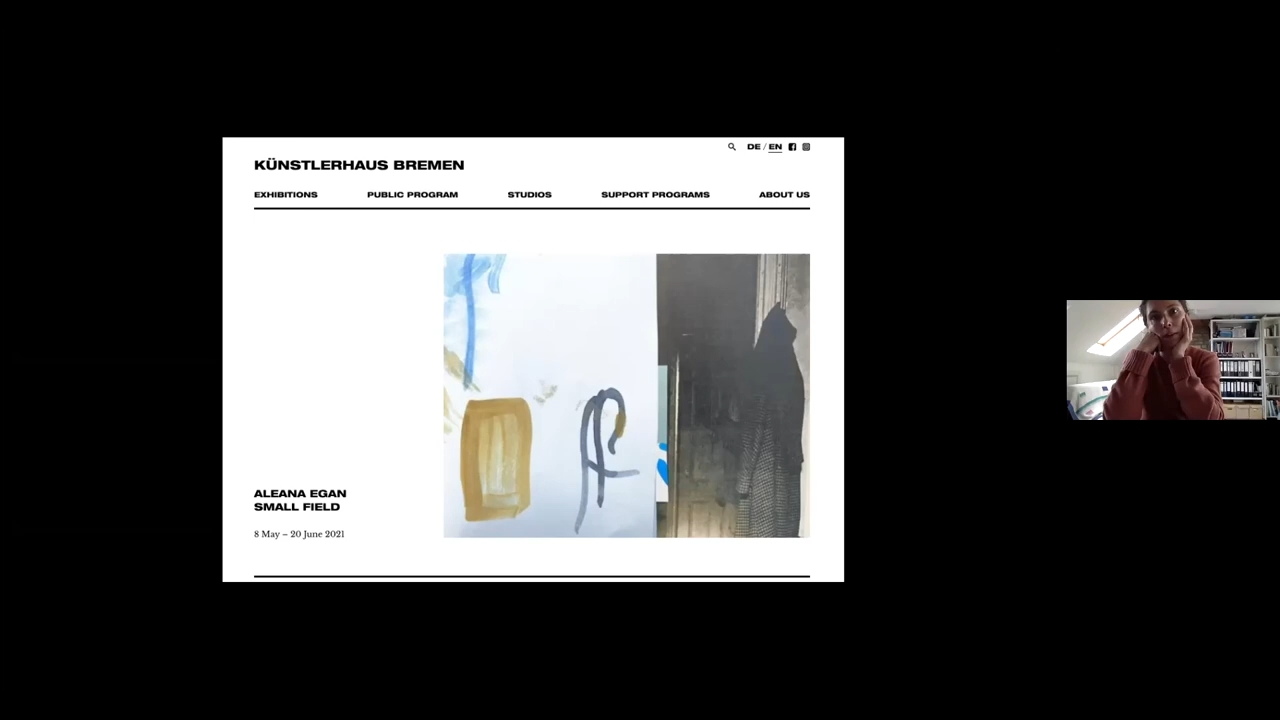 DE / EN
KÜNSTLERHAUS BREMEN
EXHIBITIONS PUBLIC PROGRAM STUDIOS SUPPORT PROGRAMS ABOUT US
ALEANA EGAN
SMALL FIELD
8 May – 20 June 2021